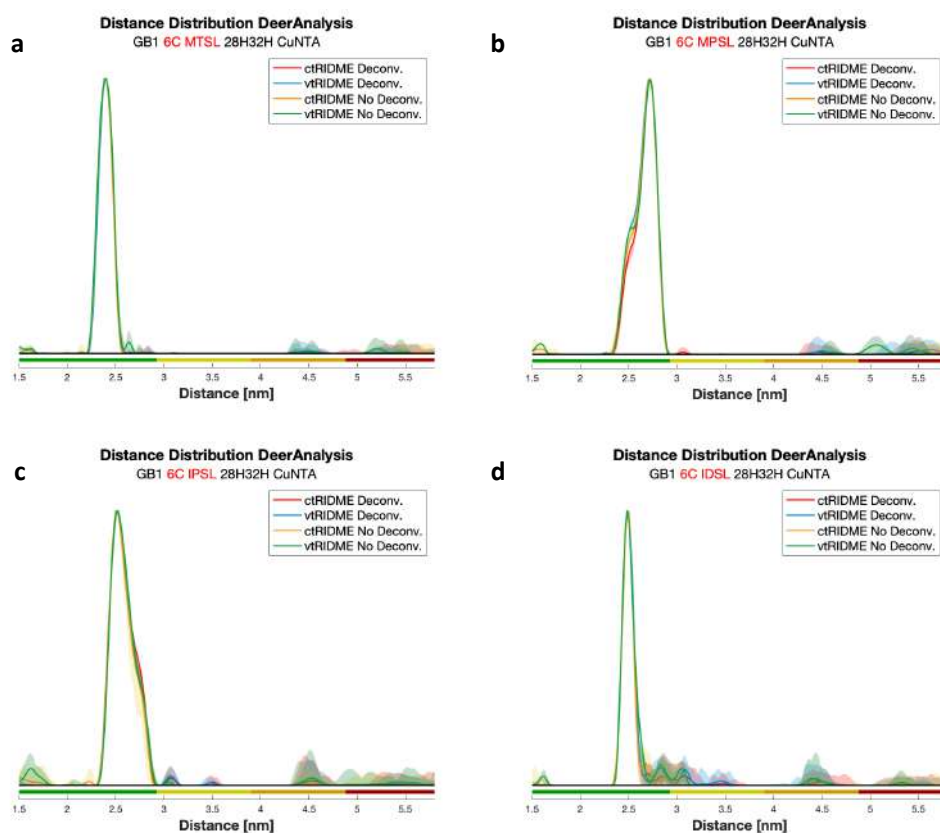 a
Distance Distribution DeerAnalysis
GB1 6C MTSL 28H32H CuNTA
ctRIDME Deconv.
vtRIDME Deconv.
ctRIDME No Deconv.
vtRIDME No Deconv.
1.5 2 2.5 3 3.5 4 4.5 5 5.5
Distance [nm]
b
Distance Distribution DeerAnalysis
GB1 6C MPSL 28H32H CuNTA
ctRIDME Deconv.
vtRIDME Deconv.
ctRIDME No Deconv.
vtRIDME No Deconv.
1.5 2 2.5 3 3.5 4 4.5 5 5.5
Distance [nm]
c
Distance Distribution DeerAnalysis
GB1 6C IPSL 28H32H CuNTA
ctRIDME Deconv.
vtRIDME Deconv.
ctRIDME No Deconv.
vtRIDME No Deconv.
1.5 2 2.5 3 3.5 4 4.5 5 5.5
Distance [nm]
d
Distance Distribution DeerAnalysis
GB1 6C IDSL 28H32H CuNTA
ctRIDME Deconv.
vtRIDME Deconv.
ctRIDME No Deconv.
vtRIDME No Deconv.
1.5 2 2.5 3 3.5 4 4.5 5 5.5
Distance [nm]